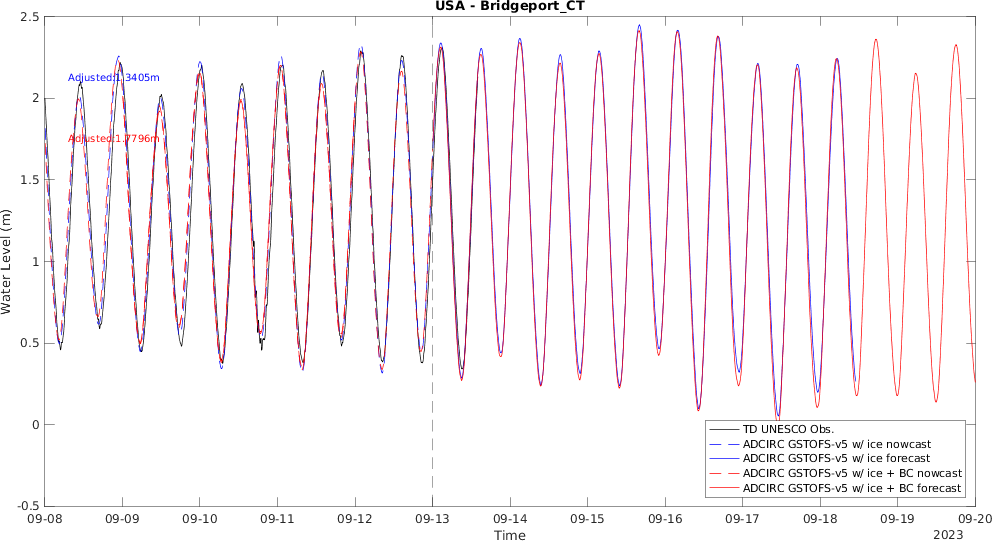 USA - Bridgeport_CT
2.5
2
1.5
1
0.5
0
-0.5
Water Level (m)
Adjusted:1.3405m
Adjusted:1.7796m
TD UNESCO Obs.
ADCIRC GSTOFS-v5 w/ ice nowcast
ADCIRC GSTOFS-v5 w/ ice forecast
ADCIRC GSTOFS-v5 w/ ice + BC nowcast
ADCIRC GSTOFS-v5 w/ ice + BC forecast
09-08 09-09 09-10 09-11 09-12 09-13 09-14 09-15 09-16 09-17 09-18 09-19 09-20
Time
2023